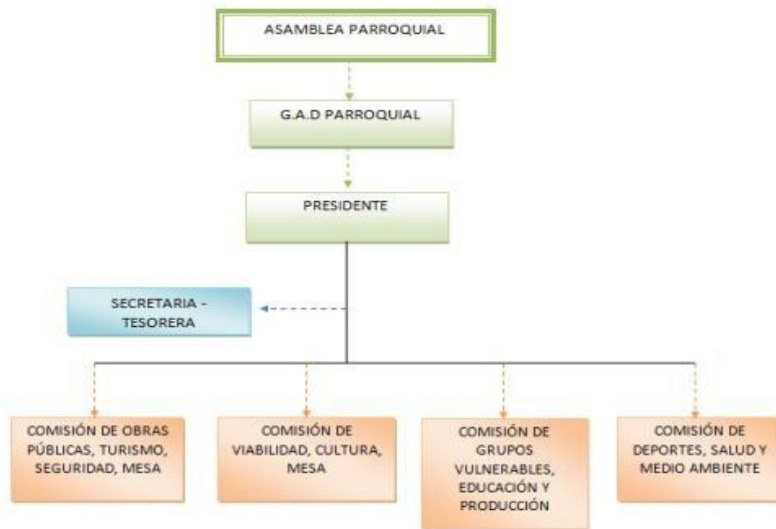 ASAMBLEA PARROQUIAL
G.A.D PARROQUIAL
PRESIDENTE
SECRETARIA -
TESORERA
COMISIÓN DE OBRAS
PÚBLICAS, TURISMO,
SEGURIDAD, MESA
COMISIÓN DE
VIABILIDAD, CULTURA,
MESA
COMISIÓN DE
GRUPOS
VULNERABLES,
EDUCACIÓN Y
PRODUCCIÓN
COMISIÓN DE
DEPORTES, SALUD Y
MEDIO AMBIENTE